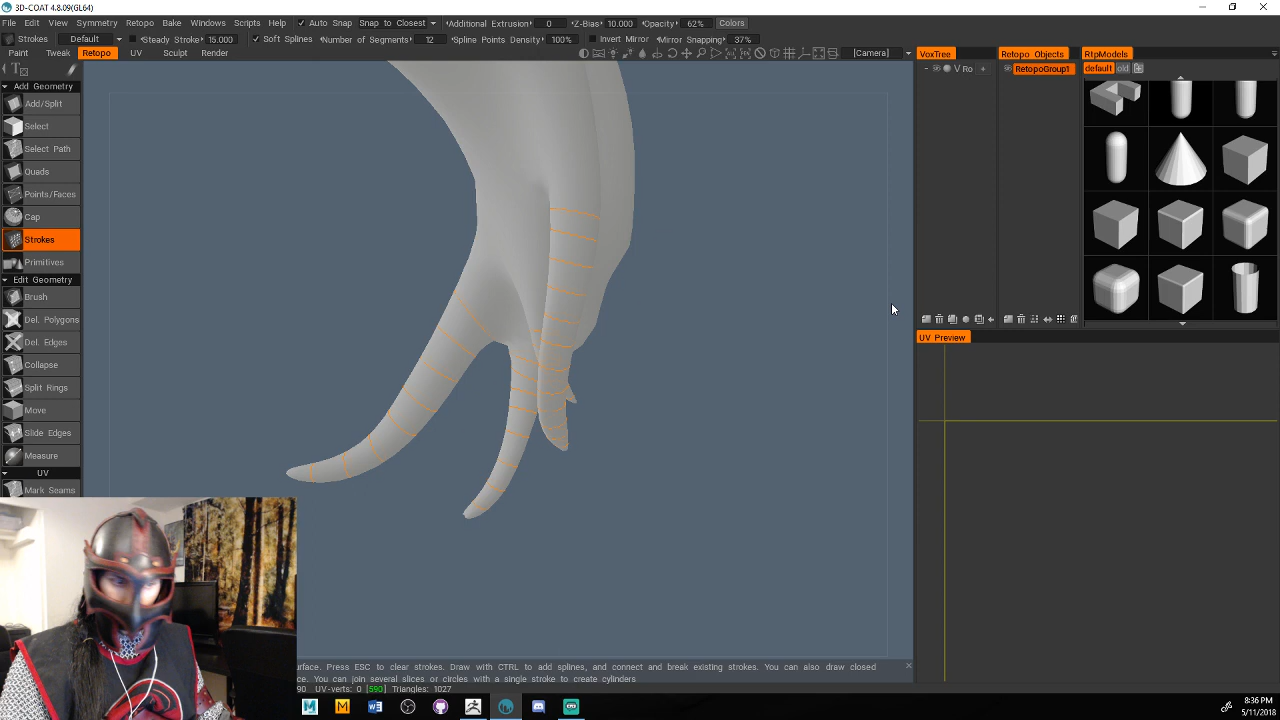 3D-COAT 4.8.09(GL64)
File Edit View Symmetry Retopo Bake Windows Scripts Help Auto Snap Snap to Closest Additional Extrusion 0 Z-Bias 10.000 Opacity 62% Colors
Strokes Default Steady Stroke 15.000 Soft Splines Number of Segments 12 Spline Points Density 100% Invert Mirror Mirror Snapping 37%
Paint Tweak Retopo UV Sculpt Render [Camera] VoxTree Retopo Objects RtpModels
V Ro + RetopoGroup1 default old
Add Geometry
Add/Split
Select
Select Path
Quads
Points/Faces
Cap
Strokes
Primitives
Edit Geometry
Brush
Del. Polygons
UV Preview
Del. Edges
Collapse
Split Rings
Move
Slide Edges
Measure
UV
Mark Seams
urface. Press ESC to clear strokes. Draw with CTRL to add splines, and connect and break existing strokes. You can also draw closed
ce. You can join several slices or circles with a single stroke to create cylinders
90 UV-verts: 0 [590] Triangles: 1027
8:36 PM
5/11/2018